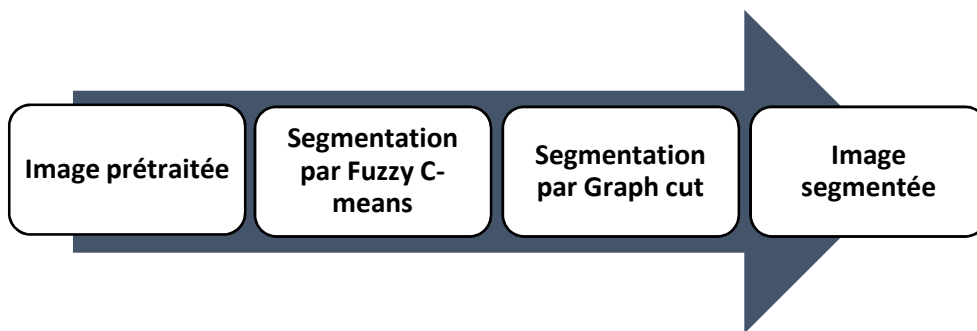 Image prétraitée
Segmentation
par Fuzzy C-
means
Segmentation
par Graph cut
Image
segmentée